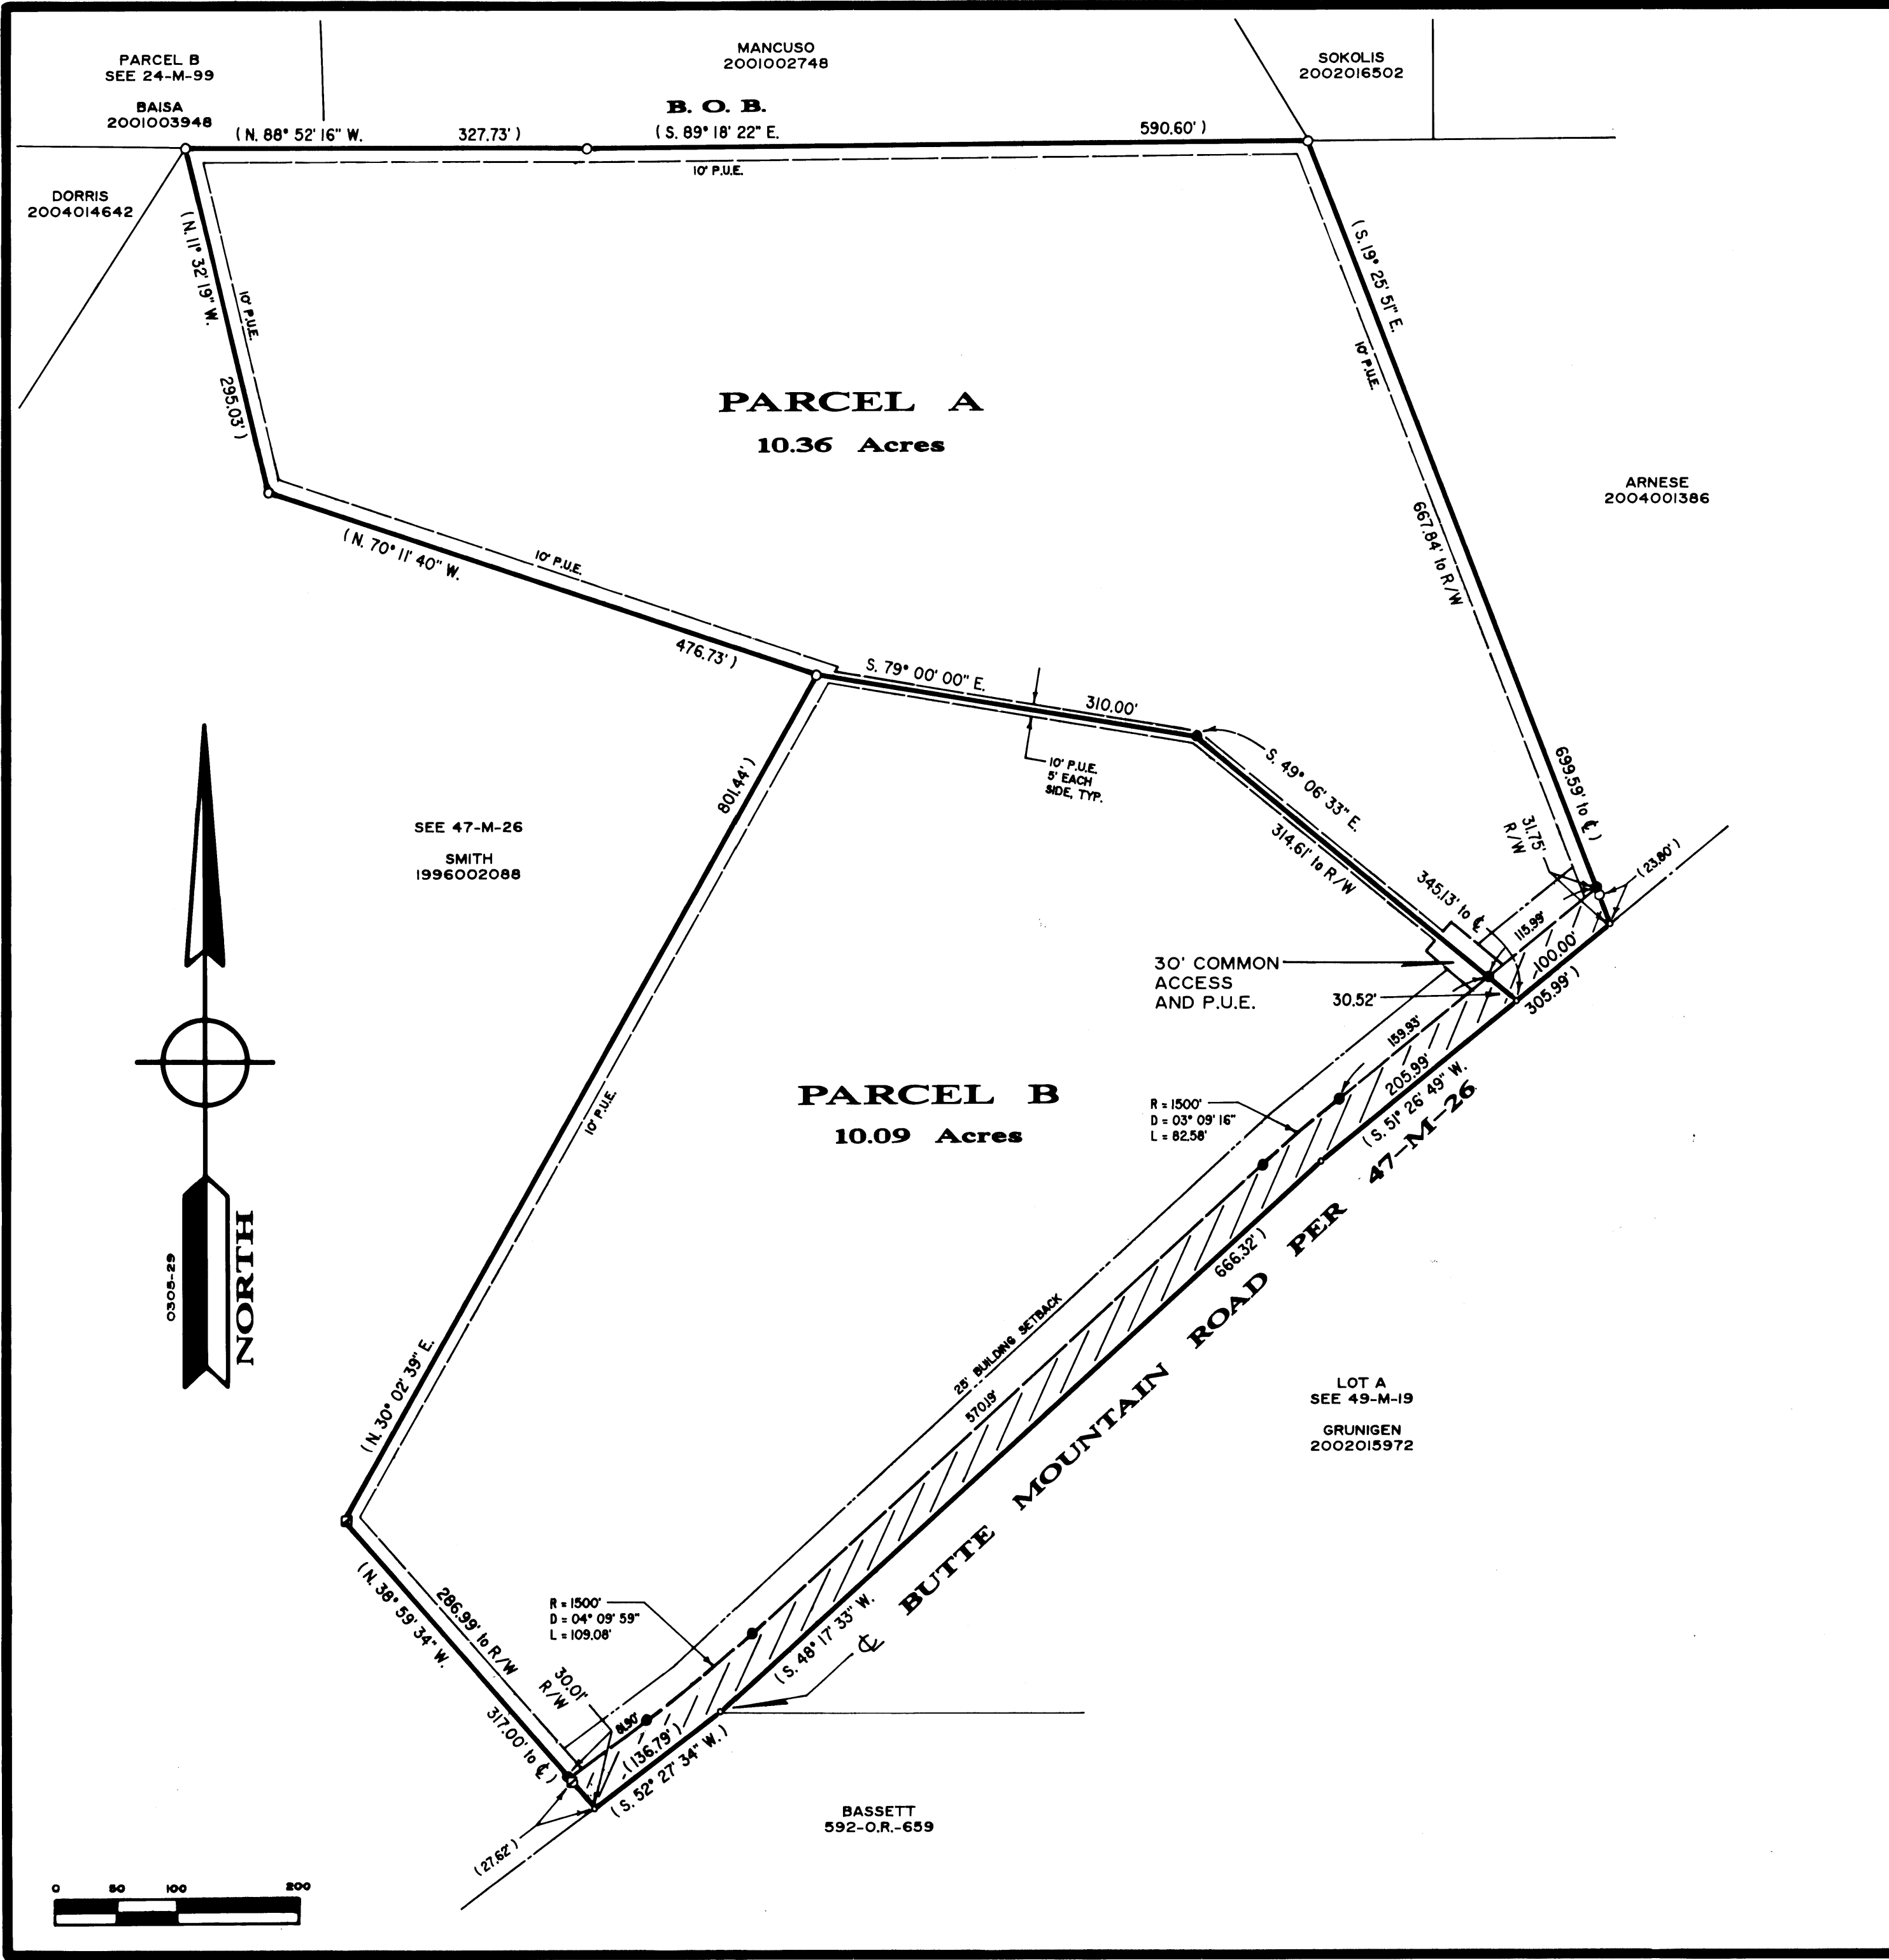 PARCEL B
SEE 24-M-99
BAISA
2001003948
MANCUSO
2001002748
SOKOLIS
2002016502
B. O. B.
( N. 88° 52' 16" W. 327.73' )
( S. 89° 18' 22" E. 590.60' )
10' P.U.E.
DORRIS
2004014642
( N. 11° 32' 19" W. 295.03' )
10' P.U.E.
( S. 19° 25' 51" E.
10' P.U.E.
667.84' to R/W
699.59' to ℄ )
PARCEL A
10.36 Acres
ARNESE
2004001386
( N. 70° 11' 40" W. 476.73' )
10' P.U.E.
S. 79° 00' 00" E. 310.00'
10' P.U.E.
5' EACH
SIDE, TYP.
S. 49° 06' 33" E.
314.61' to R/W
345.13' to ℄
31.75'
R/W
( 23.80' )
115.99'
100.00'
305.99' )
30' COMMON
ACCESS
AND P.U.E.
30.52'
159.93'
205.99'
( S. 51° 26' 49" W.
SEE 47-M-26
SMITH
1996002088
801.44' )
10' P.U.E.
( N. 30° 02' 39" E.
PARCEL B
10.09 Acres
R = 1500'
D = 03° 09' 16"
L = 82.58'
666.32' )
BUTTE MOUNTAIN ROAD PER 47-M-26
25' BUILDING SETBACK
570.19'
0305-29
NORTH
LOT A
SEE 49-M-19
GRUNIGEN
2002015972
( N. 38° 59' 34" W.
286.99' to R/W
317.00' to ℄ )
R = 1500'
D = 04° 09' 59"
L = 109.08'
30.01'
R/W
81.90'
( 136.79' )
( S. 52° 27' 34" W. )
( S. 48° 17' 33" W.
℄
( 27.62' )
BASSETT
592-O.R.-659
0 50 100 200